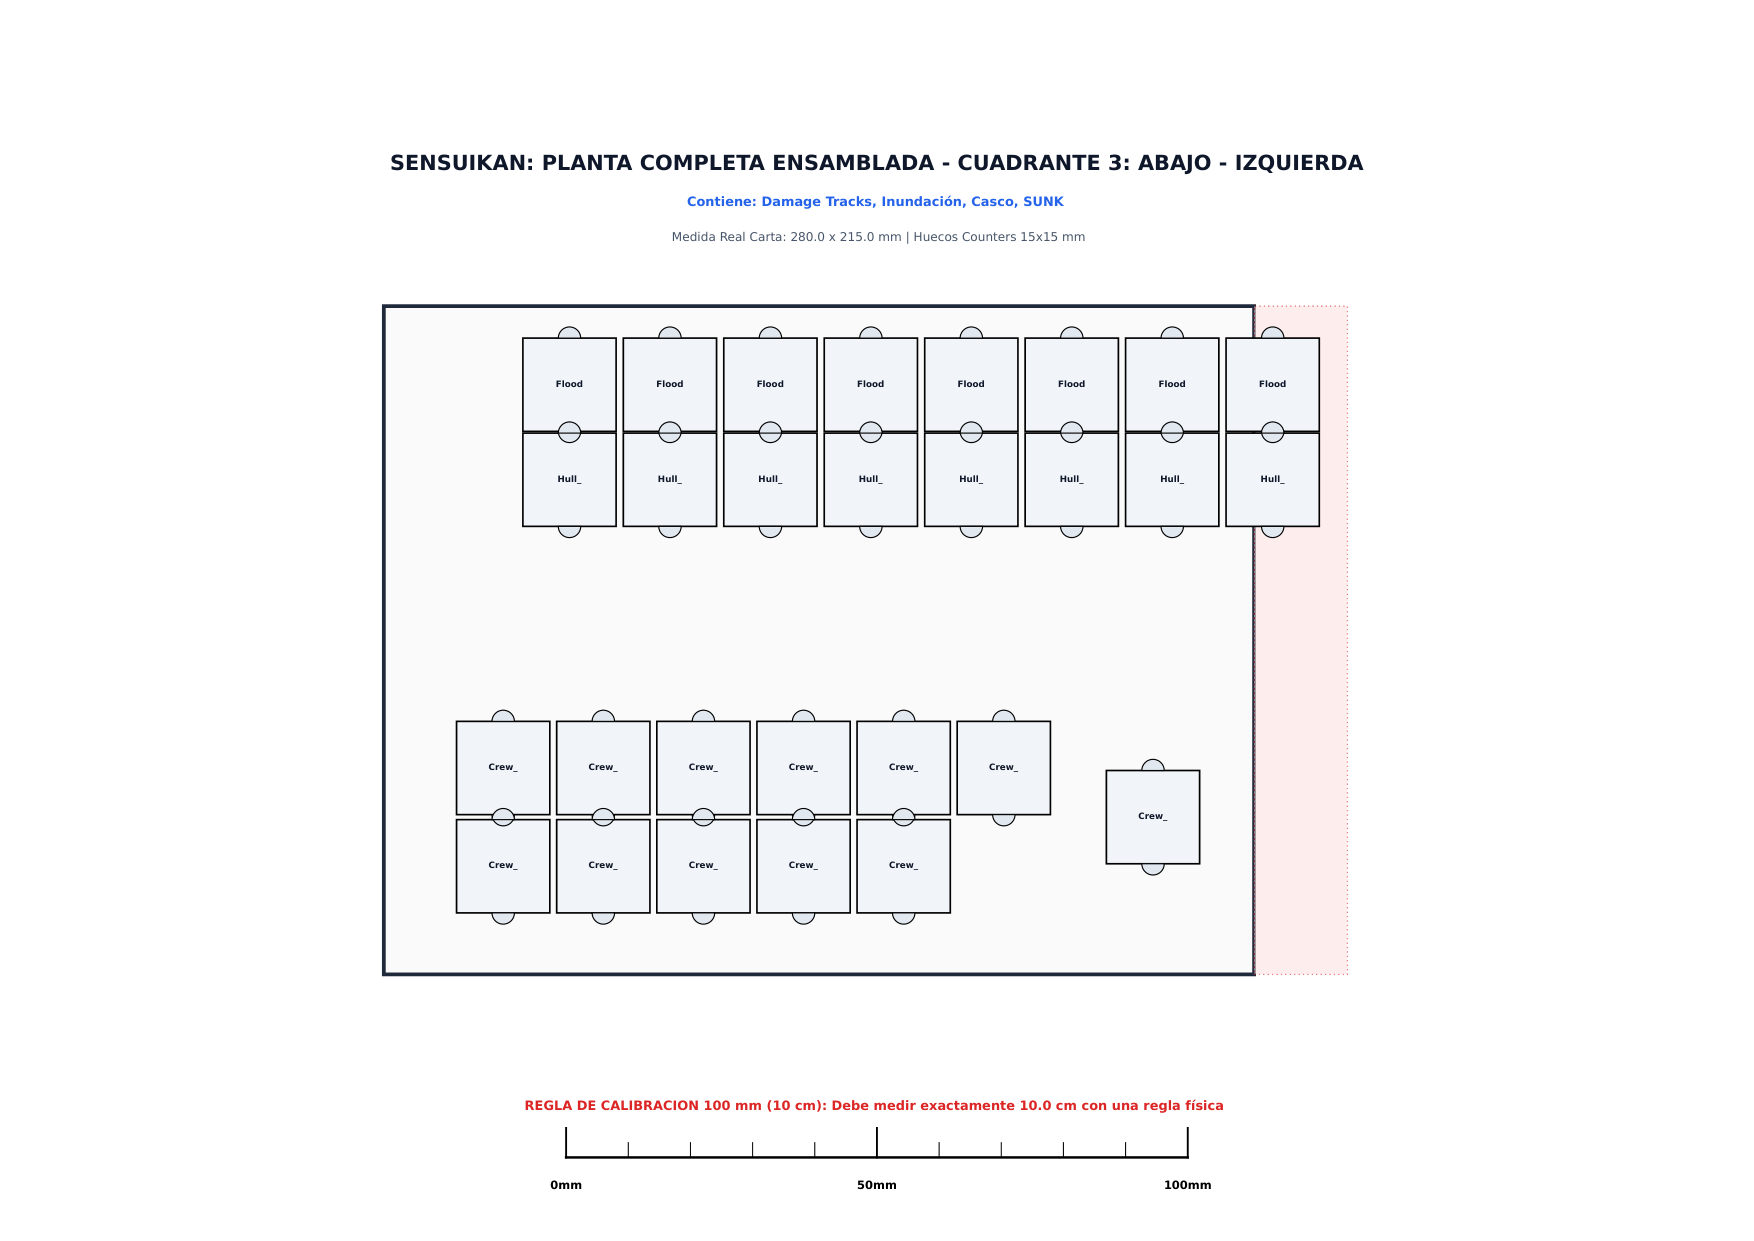 SENSUIKAN: PLANTA COMPLETA ENSAMBLADA - CUADRANTE 3: ABAJO - IZQUIERDA
Contiene: Damage Tracks, Inundación, Casco, SUNK
Medida Real Carta: 280.0 x 215.0 mm | Huecos Counters 15x15 mm
Flood Flood Flood Flood Flood Flood Flood Flood
Hull_ Hull_ Hull_ Hull_ Hull_ Hull_ Hull_ Hull_
Crew_ Crew_ Crew_ Crew_ Crew_ Crew_
Crew_
Crew_ Crew_ Crew_ Crew_ Crew_
REGLA DE CALIBRACION 100 mm (10 cm): Debe medir exactamente 10.0 cm con una regla física
0mm 50mm 100mm